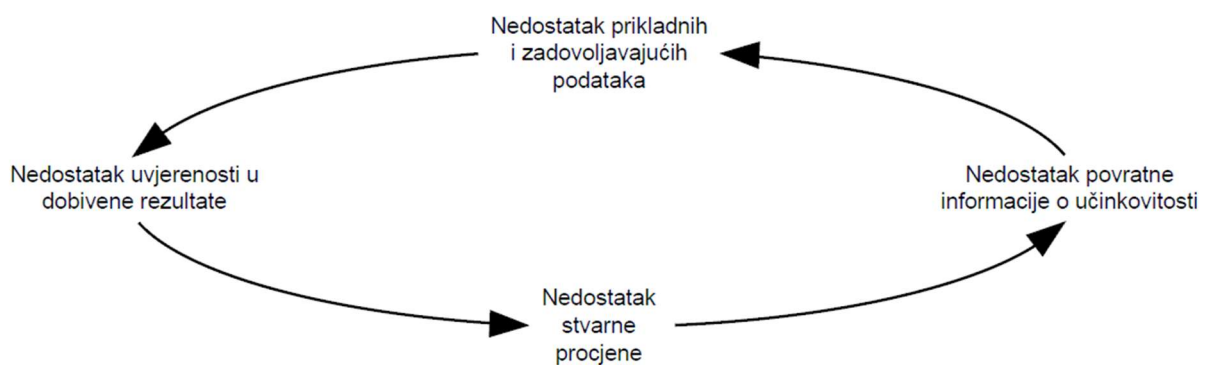 Nedostatak prikladnih
i zadovoljavajućih
podataka
Nedostatak uvjerenosti u
dobivene rezultate
Nedostatak povratne
informacije o učinkovitosti
Nedostatak
stvarne
procjene